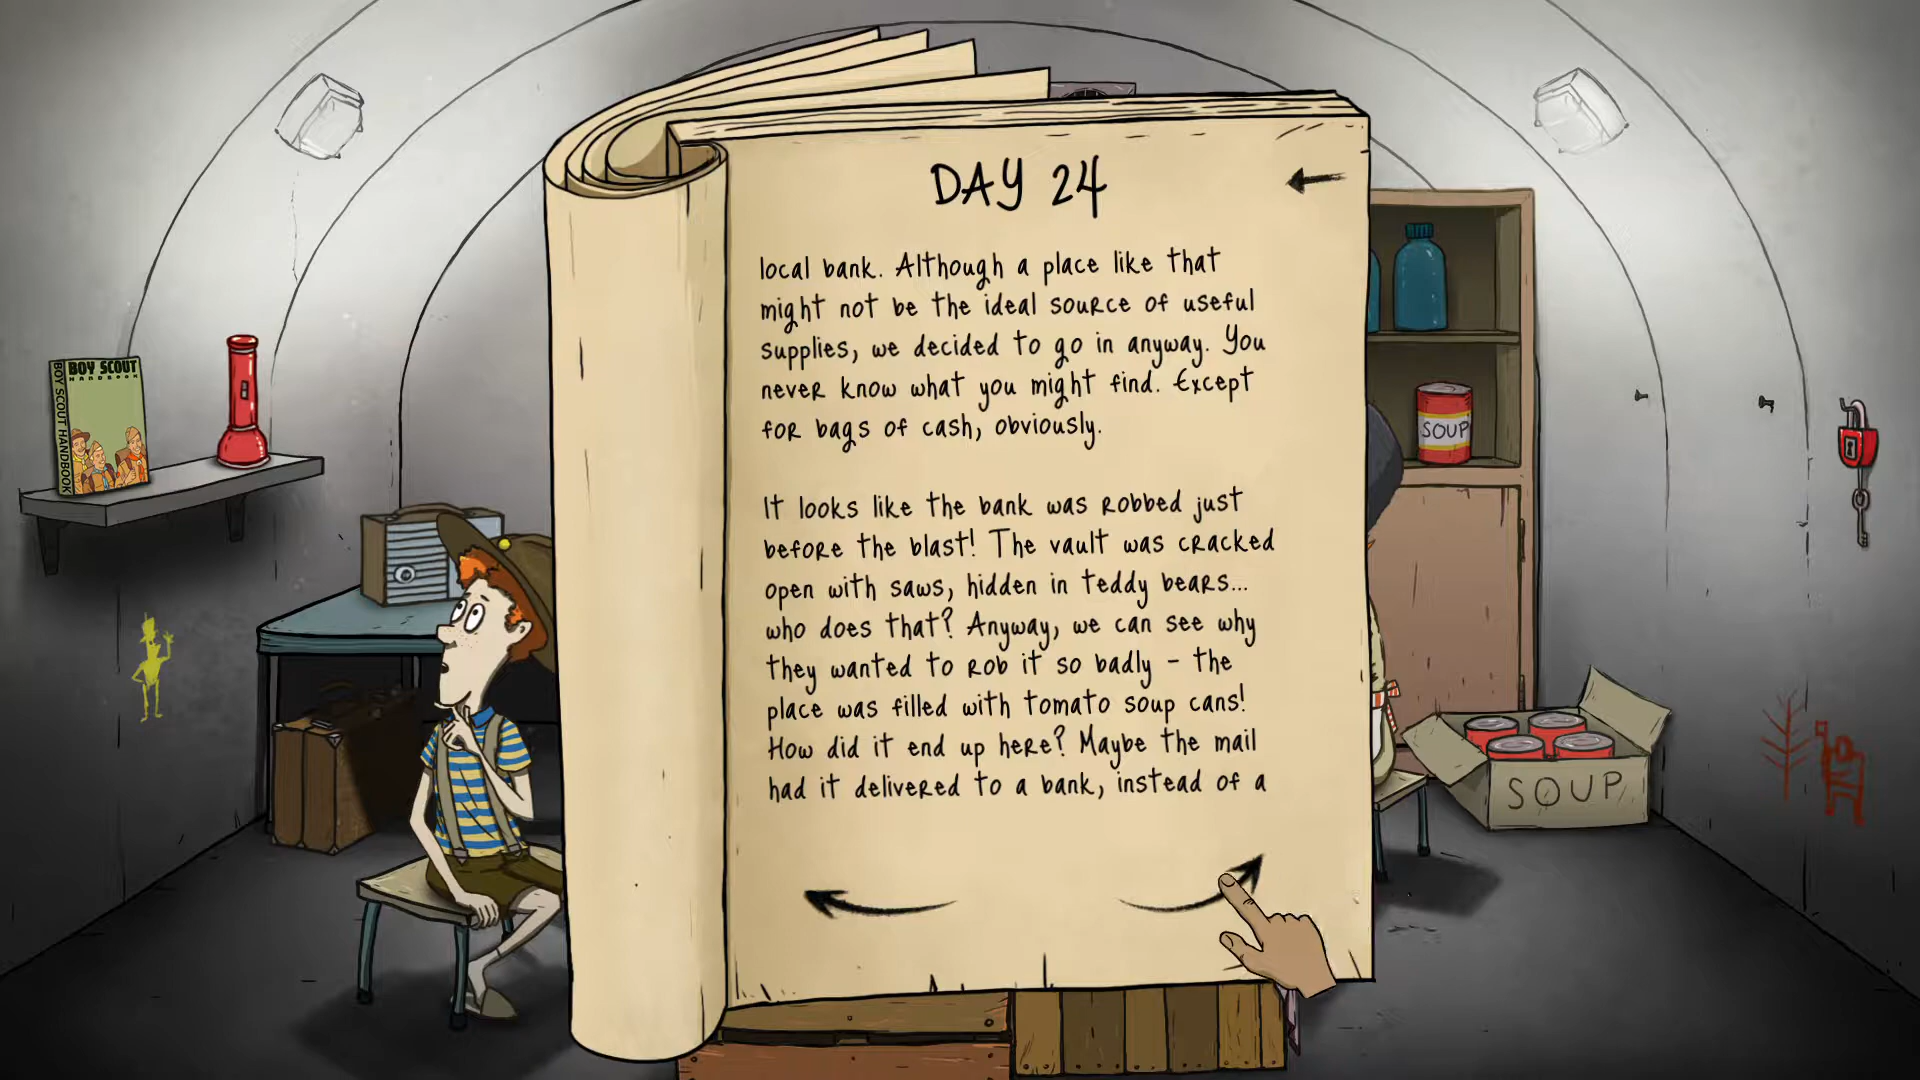 DAY 24
local bank. Although a place like that
might not be the ideal source of useful
supplies, we decided to go in anyway. You
never know what you might find. Except
for bags of cash, obviously.
It looks like the bank was robbed just
before the blast! The vault was cracked
open with saws, hidden in teddy bears...
who does that? Anyway, we can see why
they wanted to rob it so badly - the
place was filled with tomato soup cans!
How did it end up here? Maybe the mail
had it delivered to a bank, instead of a
BOY SCOUT
HANDBOOK
BOY SCOUT HANDBOOK
SOUP
SOUP